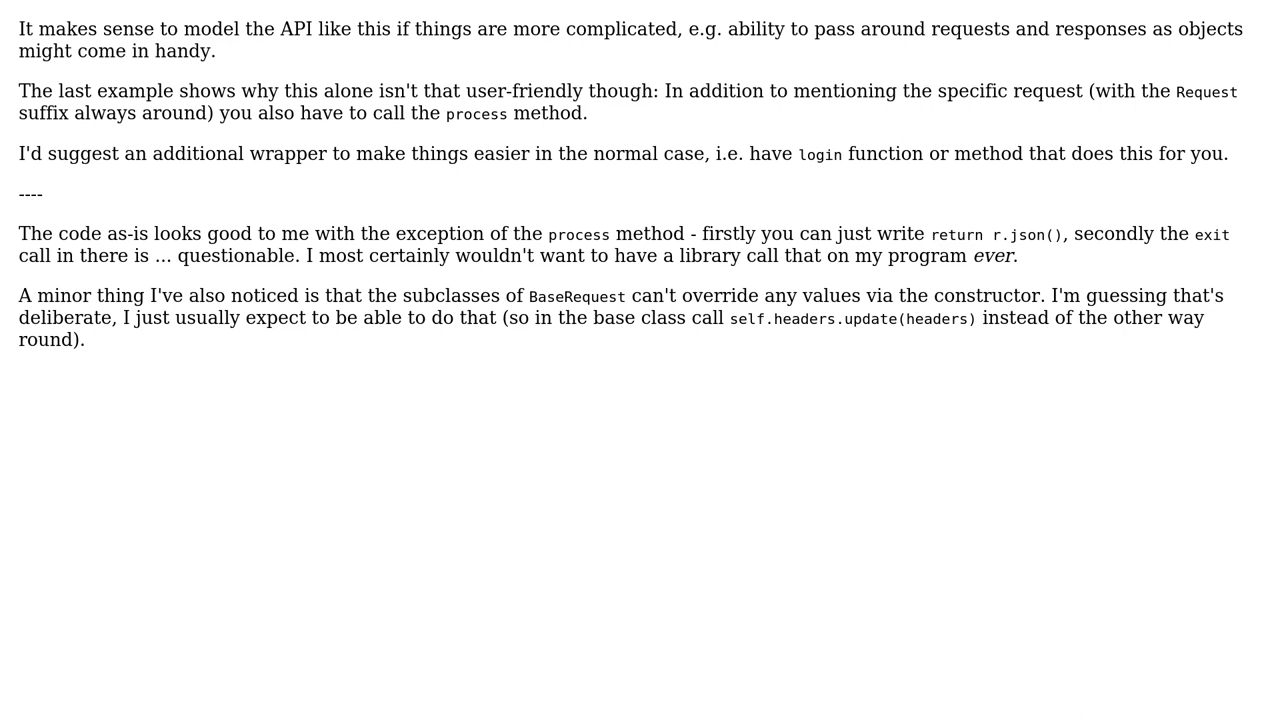 It makes sense to model the API like this if things are more complicated, e.g. ability to pass around requests and responses as objects
might come in handy.
The last example shows why this alone isn't that user-friendly though: In addition to mentioning the specific request (with the Request
suffix always around) you also have to call the process method.
I'd suggest an additional wrapper to make things easier in the normal case, i.e. have login function or method that does this for you.
----
The code as-is looks good to me with the exception of the process method - firstly you can just write return r.json(), secondly the exit
call in there is ... questionable. I most certainly wouldn't want to have a library call that on my program ever.
A minor thing I've also noticed is that the subclasses of BaseRequest can't override any values via the constructor. I'm guessing that's
deliberate, I just usually expect to be able to do that (so in the base class call self.headers.update(headers) instead of the other way
round).